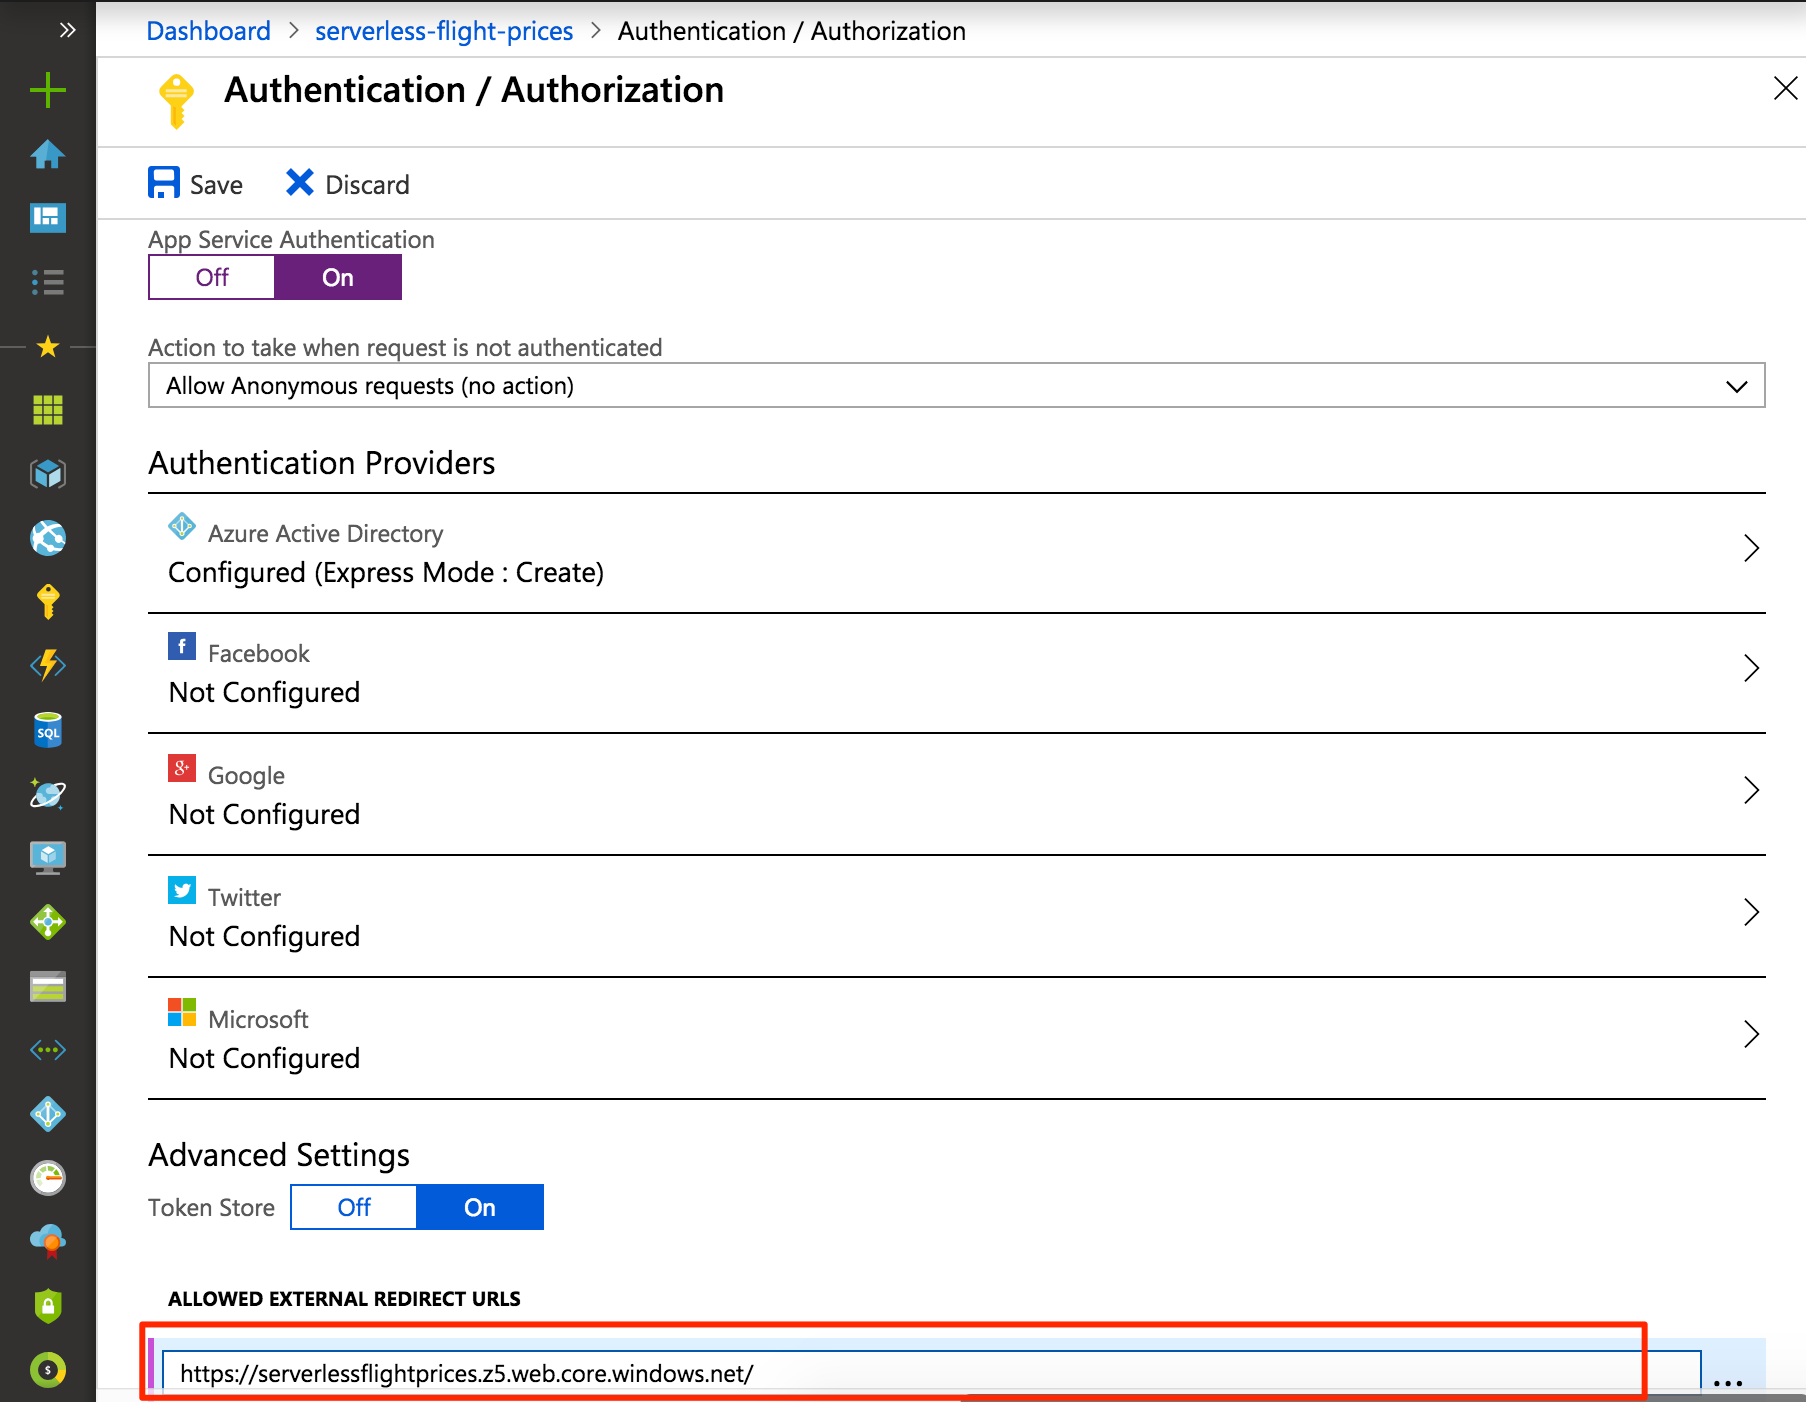 Dashboard > serverless-flight-prices > Authentication / Authorization
Authentication / Authorization
Save Discard
App Service Authentication
Off On
Action to take when request is not authenticated
Allow Anonymous requests (no action)
Authentication Providers
Azure Active Directory
Configured (Express Mode : Create)
f Facebook
Not Configured
g+ Google
Not Configured
Twitter
Not Configured
Microsoft
Not Configured
SQL
Advanced Settings
Token Store Off On
ALLOWED EXTERNAL REDIRECT URLS
https://serverlessflightprices.z5.web.core.windows.net/
$